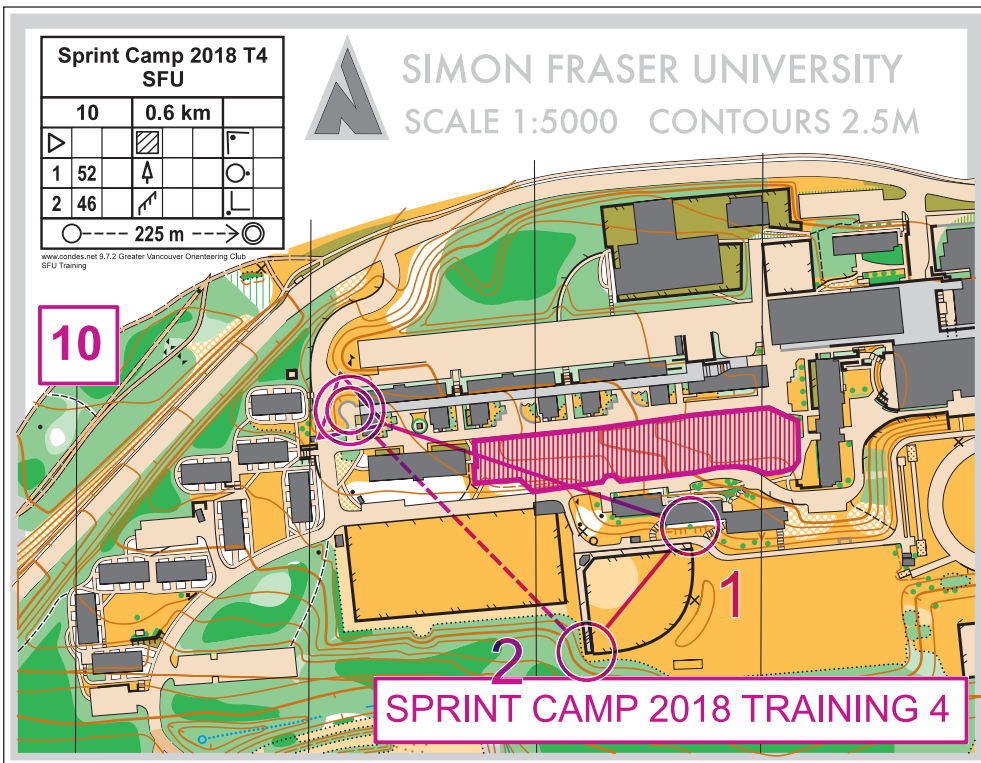 Sprint Camp 2018 T4
SFU
10 0.6 km
1 52
2 46
225 m
www.condes.net 9.7.2 Greater Vancouver Orienteering Club
SFU Training
SIMON FRASER UNIVERSITY
SCALE 1:5000 CONTOURS 2.5M
10
1
2
SPRINT CAMP 2018 TRAINING 4